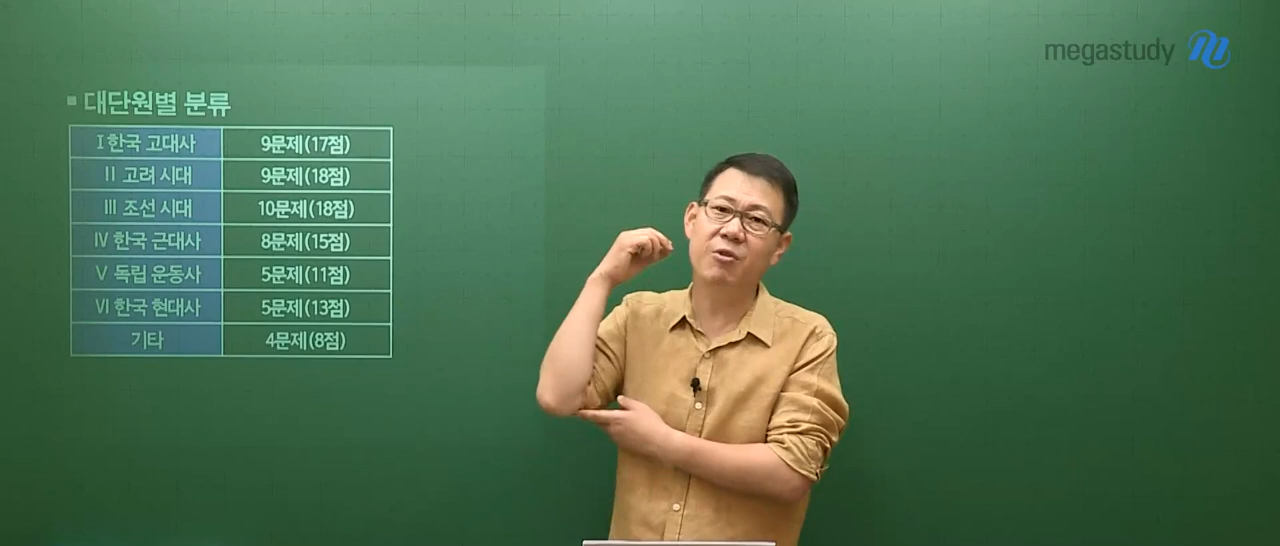 megastudy
▪ 대단원별 분류
Ⅰ 한국 고대사 9문제(17점)
Ⅱ 고려 시대 9문제(18점)
Ⅲ 조선 시대 10문제(18점)
Ⅳ 한국 근대사 8문제(15점)
Ⅴ 독립 운동사 5문제(11점)
Ⅵ 한국 현대사 5문제(13점)
기타 4문제(8점)